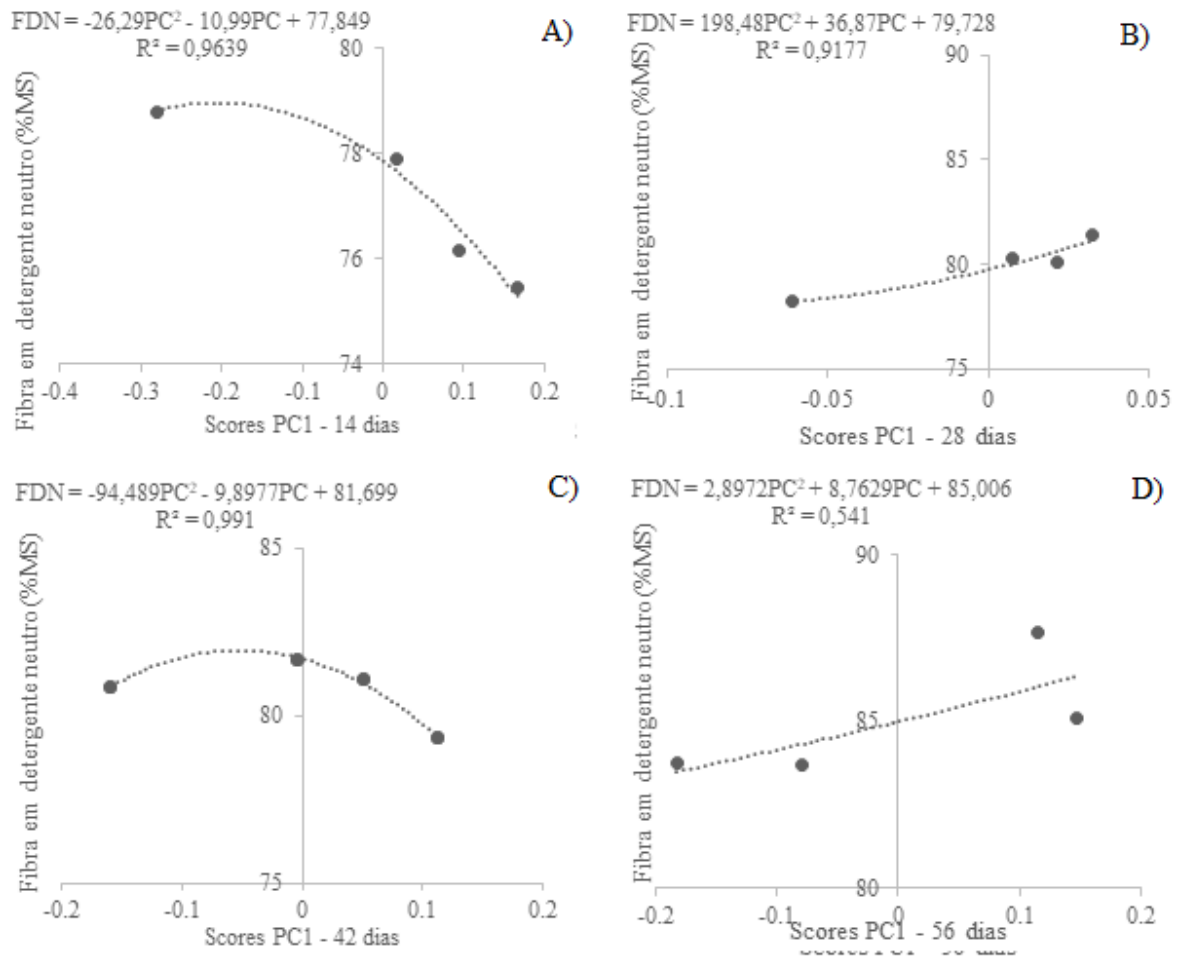 FDN = -26,29PC² - 10,99PC + 77,849
R² = 0,9639
A)
Fibra em detergente neutro (%MS)
80
78
76
74
-0.4 -0.3 -0.2 -0.1 0 0.1 0.2
Scores PC1 - 14 dias
FDN = 198,48PC² + 36,87PC + 79,728
R² = 0,9177
B)
Fibra em detergente neutro (%MS)
90
85
80
75
-0.1 -0.05 0 0.05
Scores PC1 - 28 dias
FDN = -94,489PC² - 9,8977PC + 81,699
R² = 0,991
C)
Fibra em detergente neutro (%MS)
85
80
75
-0.2 -0.1 0 0.1 0.2
Scores PC1 - 42 dias
FDN = 2,8972PC² + 8,7629PC + 85,006
R² = 0,541
D)
Fibra em detergente neutro (%MS)
90
85
80
-0.2 -0.1 0 0.1 0.2
Scores PC1 - 56 dias